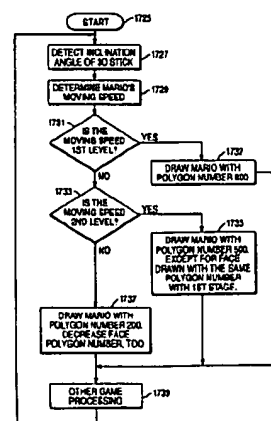 START
1725
DETECT INCLINATION
ANGLE OF 3D STICK
1727
DETERMINE MARIO'S
MOVING SPEED
1729
1731
IS THE
MOVING SPEED
1ST LEVEL?
YES
NO
1732
DRAW MARIO WITH
POLYGON NUMBER 800
1733
IS THE
MOVING SPEED
2ND LEVEL?
YES
NO
1735
DRAW MARIO WITH
POLYGON NUMBER 500,
EXCEPT FOR FACE
DRAWN WITH THE SAME
POLYGON NUMBER
WITH 1ST STAGE.
1737
DRAW MARIO WITH
POLYGON NUMBER 200.
DECREASE FACE
POLYGON NUMBER, TOO
OTHER GAME
PROCESSING
1739